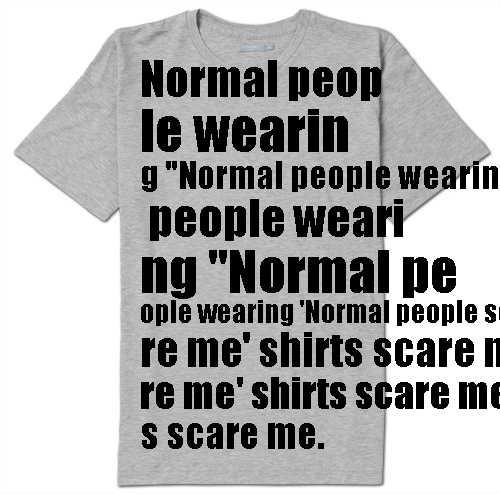 Normal peop
le wearin
g "Normal people wearin
people weari
ng "Normal pe
ople wearing 'Normal people s
re me' shirts scare
re me' shirts scare me
s scare me.